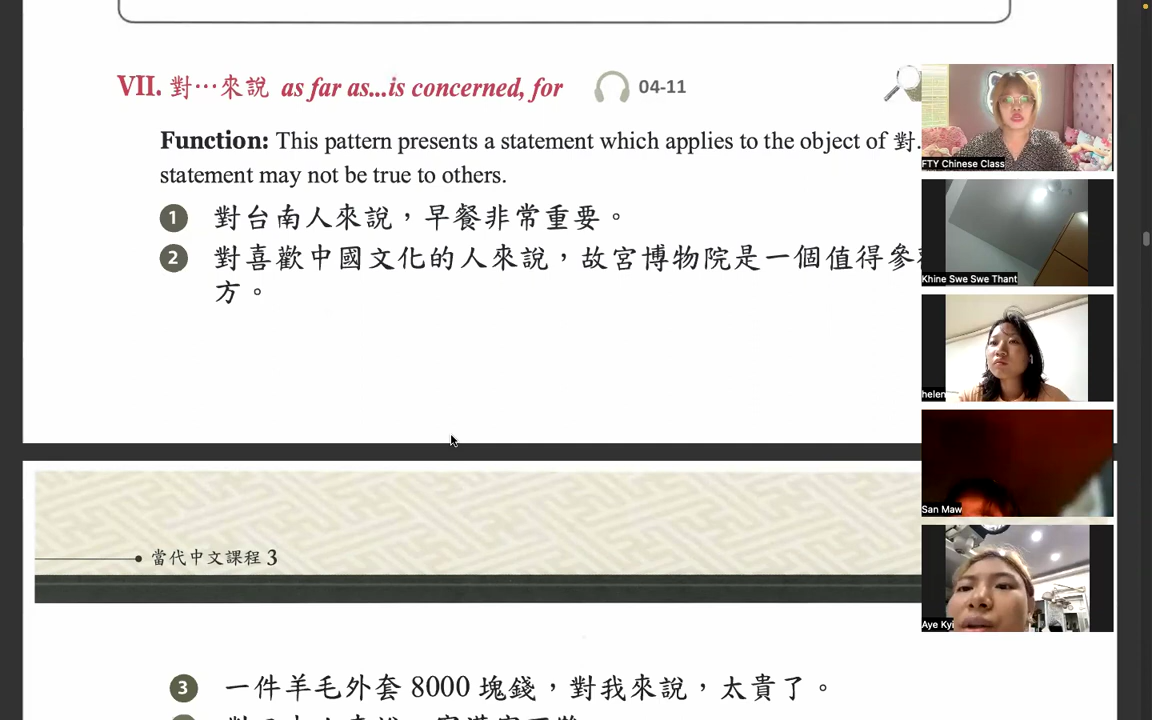 VII. 對…來說 as far as...is concerned, for
04-11
Function: This pattern presents a statement which applies to the object of 對.
statement may not be true to others.
1 對台南人來說，早餐非常重要。
2 對喜歡中國文化的人來說，故宮博物院是一個值得參
方。
當代中文課程 3
3 一件羊毛外套 8000 塊錢，對我來說，太貴了。
FTY Chinese Class
Khine Swe Swe Thant
helen
San Maw
Aye Kyi